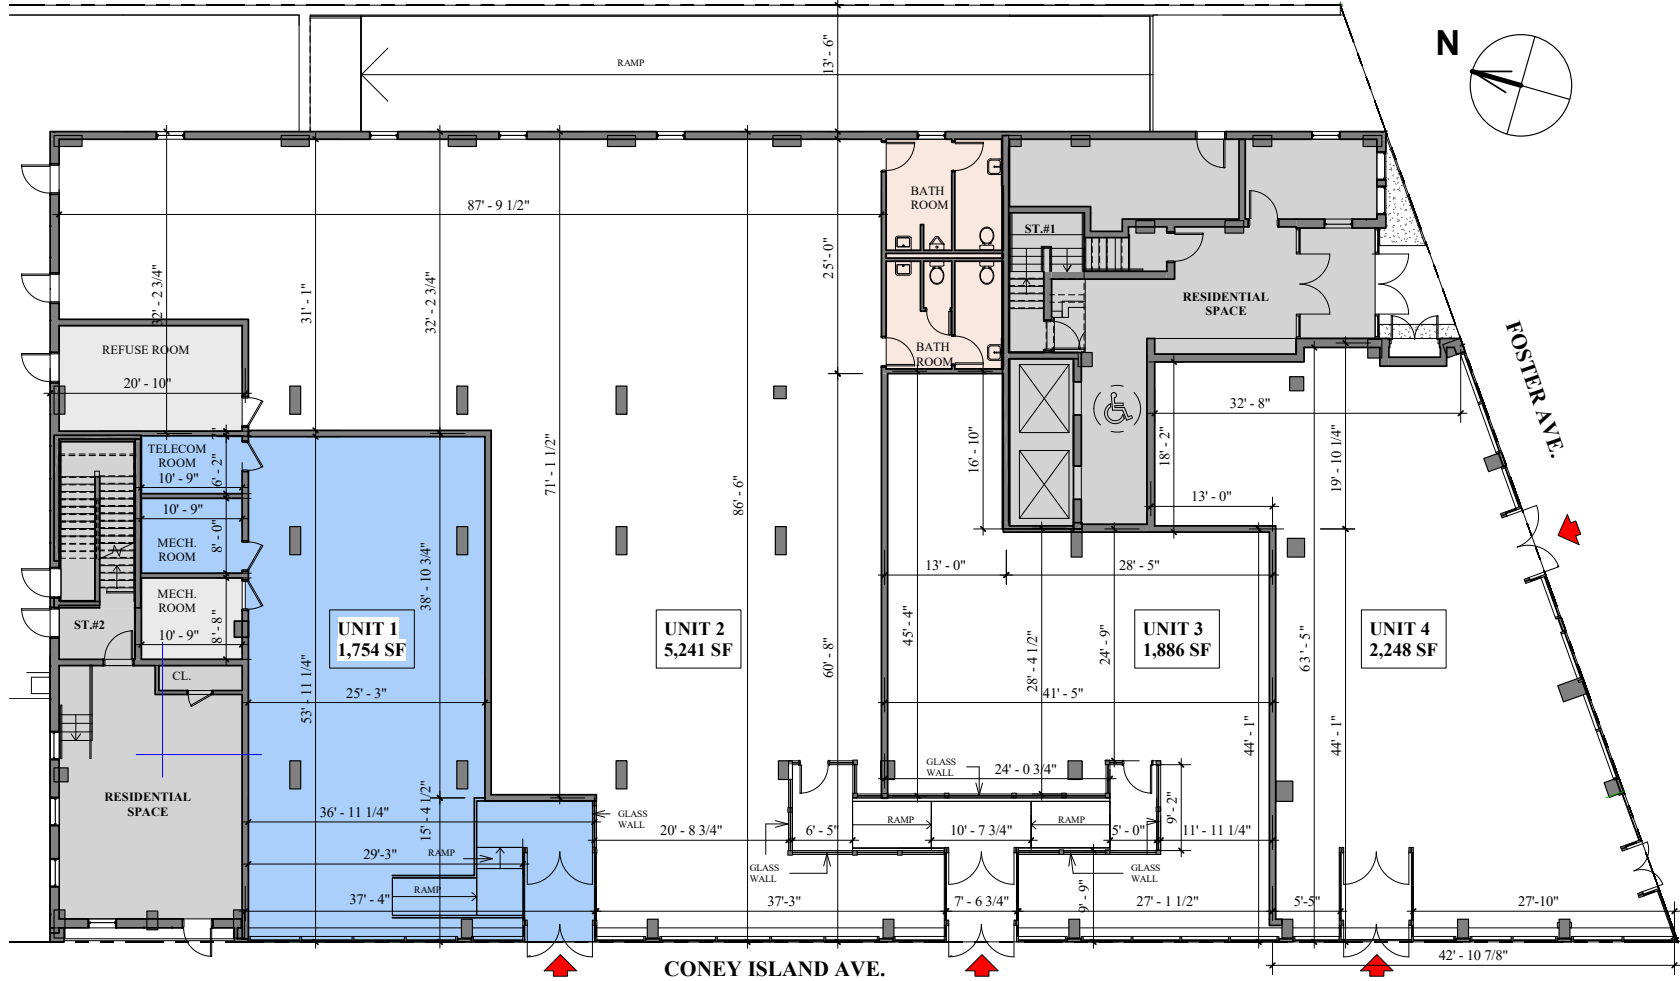 RAMP
13' - 6"
N
87' - 9 1/2"
BATH
ROOM
ST.#1
25' - 0"
32' - 2 3/4"
31' - 1"
32' - 2 3/4"
RESIDENTIAL
SPACE
REFUSE ROOM
20' - 10"
BATH
ROOM
FOSTER AVE.
32' - 8"
TELECOM
ROOM
10' - 9"
6' - 2"
71' - 1 1/2"
86' - 6"
16' - 10"
18' - 2"
19' - 10 1/4"
13' - 0"
10' - 9"
MECH.
ROOM
8' - 0"
38' - 10 3/4"
13' - 0"
28' - 5"
MECH.
ROOM
10' - 9"
8' - 8"
ST.#2
UNIT 1
1,754 SF
UNIT 2
5,241 SF
UNIT 3
1,886 SF
UNIT 4
2,248 SF
45' - 4"
28' - 4 1/2"
24' - 9"
63' - 5"
60' - 8"
CL.
53' - 11 1/4"
25' - 3"
41' - 5"
44' - 1"
44' - 1"
GLASS
WALL
24' - 0 3/4"
RESIDENTIAL
SPACE
36' - 11 1/4"
15' - 4 1/2"
GLASS
WALL
20' - 8 3/4"
6' - 5"
RAMP
10' - 7 3/4"
RAMP
5' - 0"
9' - 2"
11' - 11 1/4"
29'-3"
RAMP
GLASS
WALL
GLASS
WALL
RAMP
37' - 4"
37'-3"
7' - 6 3/4"
9' - 9"
27' - 1 1/2"
5'-5"
27'-10"
42' - 10 7/8"
CONEY ISLAND AVE.